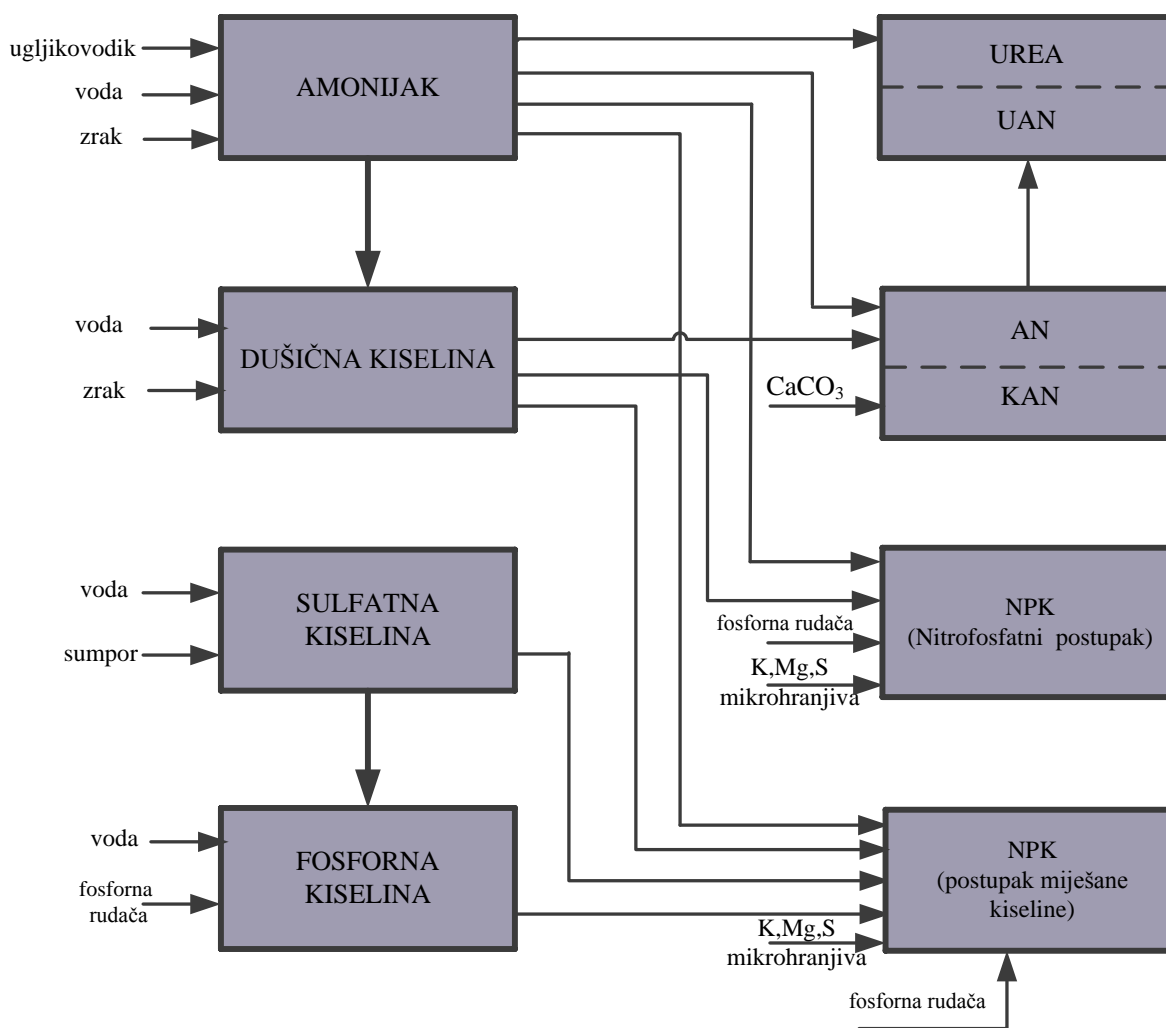 ugljikovodik
voda
zrak
AMONIJAK
UREA
UAN
voda
zrak
DUŠIČNA KISELINA
AN
KAN
CaCO₃
voda
sumpor
SULFATNA
KISELINA
fosforna rudača
K,Mg,S
mikrohranjiva
NPK
(Nitrofosfatni postupak)
voda
fosforna
rudača
FOSFORNA
KISELINA
K,Mg,S
mikrohranjiva
NPK
(postupak miješane
kiseline)
fosforna rudača